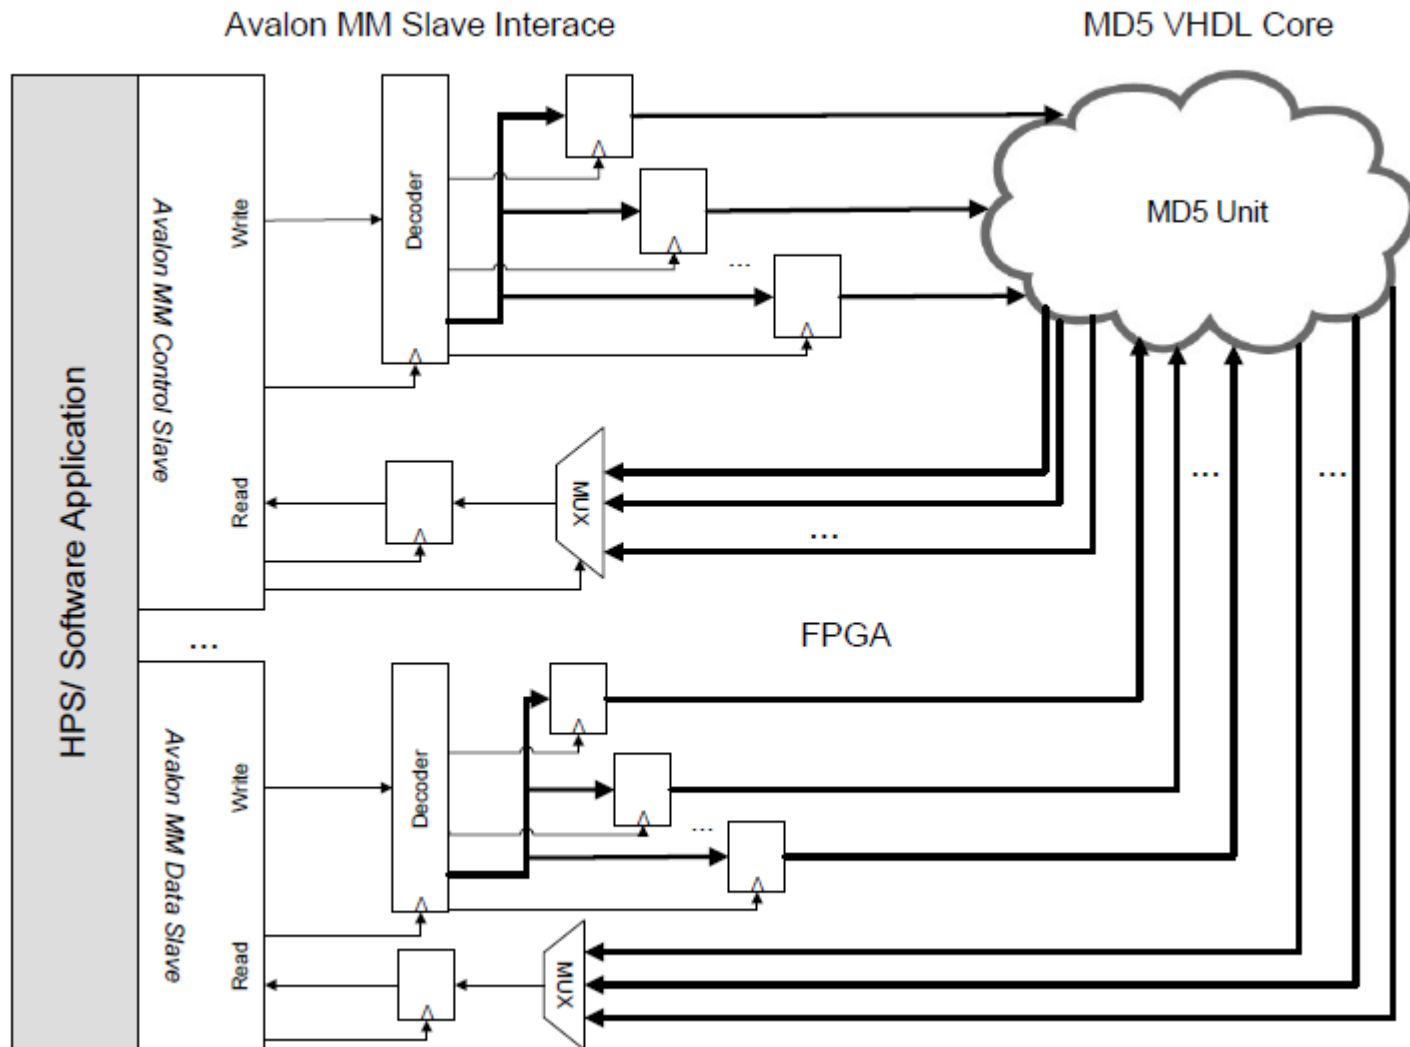 Avalon MM Slave Interace
MD5 VHDL Core
HPS/ Software Application
Avalon MM Control Slave
Write
Read
Decoder
...
MD5 Unit
MUX
...
...
...
...
FPGA
Avalon MM Data Slave
Write
Read
Decoder
...
MUX